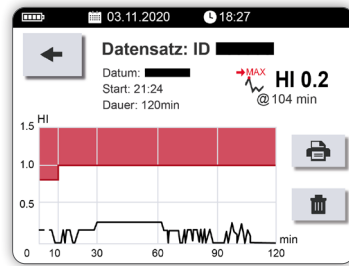 03.11.2020 18:27
Datensatz: ID
Datum:
Start: 21:24
Dauer: 120min
MAX
HI 0.2
@104 min
HI
1.5
1.0
0.5
min
0 10 30 60 90 120